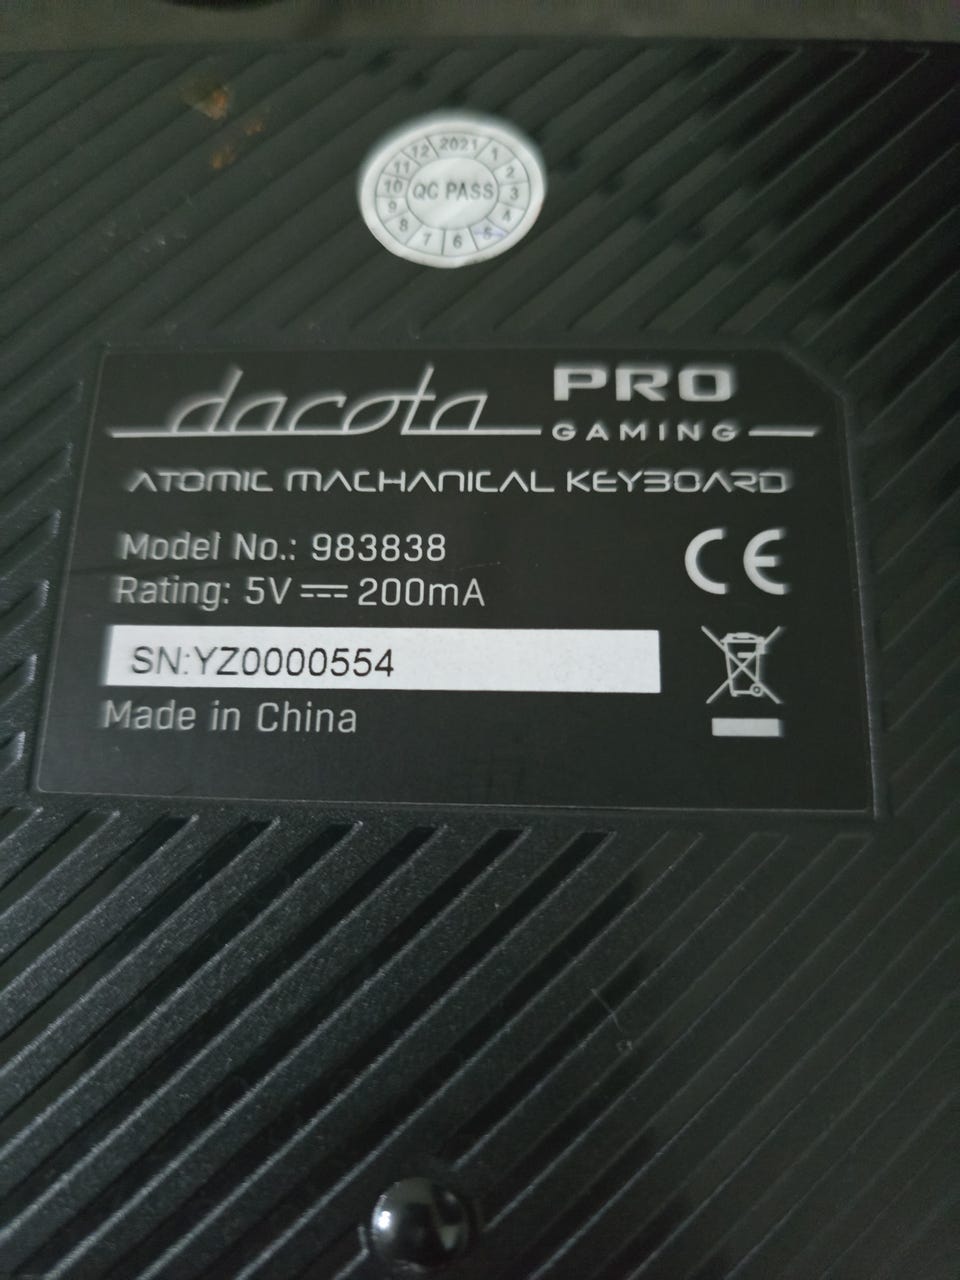 2021 1 2 3 4 5 6 7 8 9 10 11 12
QC PASS
dacota PRO
GAMING
ATOMIC MACHANICAL KEYBOARD
Model No.: 983838
Rating: 5V ⎓ 200mA
CE
SN:YZ0000554
Made in China